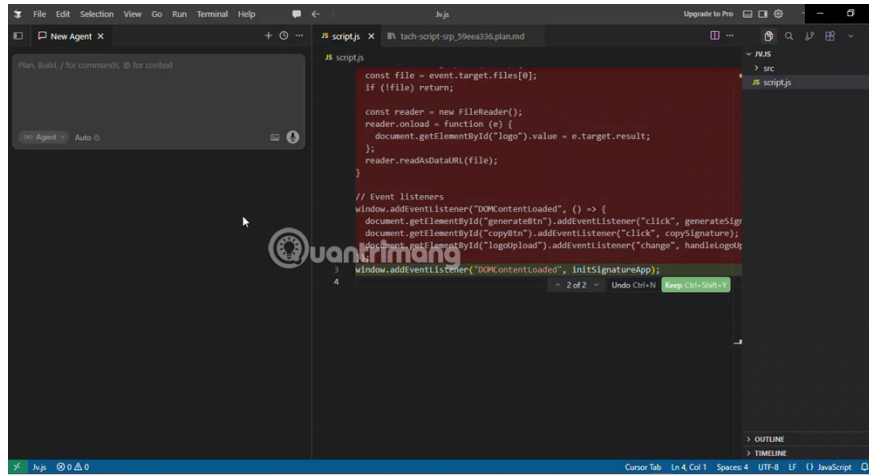 File Edit Selection View Go Run Terminal Help
Jv.js
Upgrade to Pro
New Agent
Plan, Build, / for commands, @ for context
Agent
Auto
JS script.js
tach-script-srp_59eea336.plan.md
JS script.js
const file = event.target.files[0];
if (!file) return;
const reader = new FileReader();
reader.onload = function (e) {
document.getElementById("logo").value = e.target.result;
};
reader.readAsDataURL(file);
}
// Event listeners
window.addEventListener("DOMContentLoaded", () => {
document.getElementById("generateBtn").addEventListener("click", generateSign
document.getElementById("copyBtn").addEventListener("click", copySignature);
document.getElementById("logoUpload").addEventListener("change", handleLogoUp
});
3 window.addEventListener("DOMContentLoaded", initSignatureApp);
4
2 of 2 Undo Ctrl+N Keep Ctrl+Shift+Y
Quantrimang
JV.JS
src
JS script.js
OUTLINE
TIMELINE
Jv.js 0 0
Cursor Tab Ln 4, Col 1 Spaces: 4 UTF-8 LF {} JavaScript